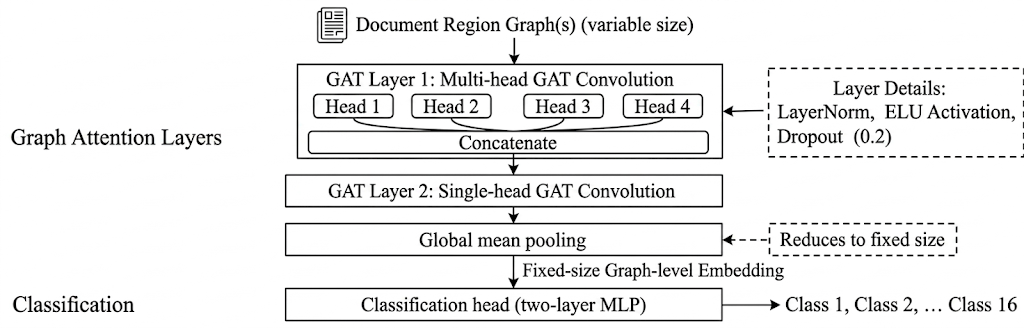 Document Region Graph(s) (variable size)
GAT Layer 1: Multi-head GAT Convolution
Head 1 Head 2 Head 3 Head 4
Concatenate
Layer Details:
LayerNorm, ELU Activation,
Dropout (0.2)
Graph Attention Layers
GAT Layer 2: Single-head GAT Convolution
Global mean pooling
Reduces to fixed size
Fixed-size Graph-level Embedding
Classification
Classification head (two-layer MLP)
Class 1, Class 2, ... Class 16